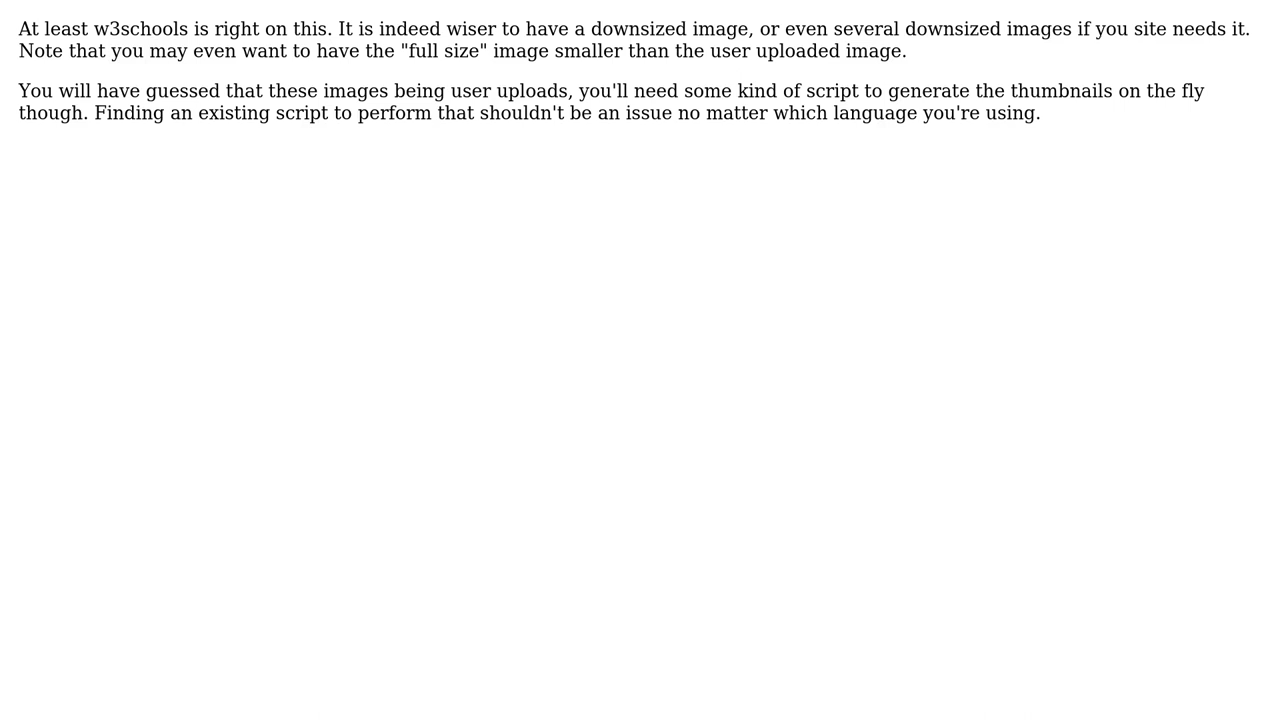 At least w3schools is right on this. It is indeed wiser to have a downsized image, or even several downsized images if you site needs it.
Note that you may even want to have the "full size" image smaller than the user uploaded image.
You will have guessed that these images being user uploads, you'll need some kind of script to generate the thumbnails on the fly
though. Finding an existing script to perform that shouldn't be an issue no matter which language you're using.